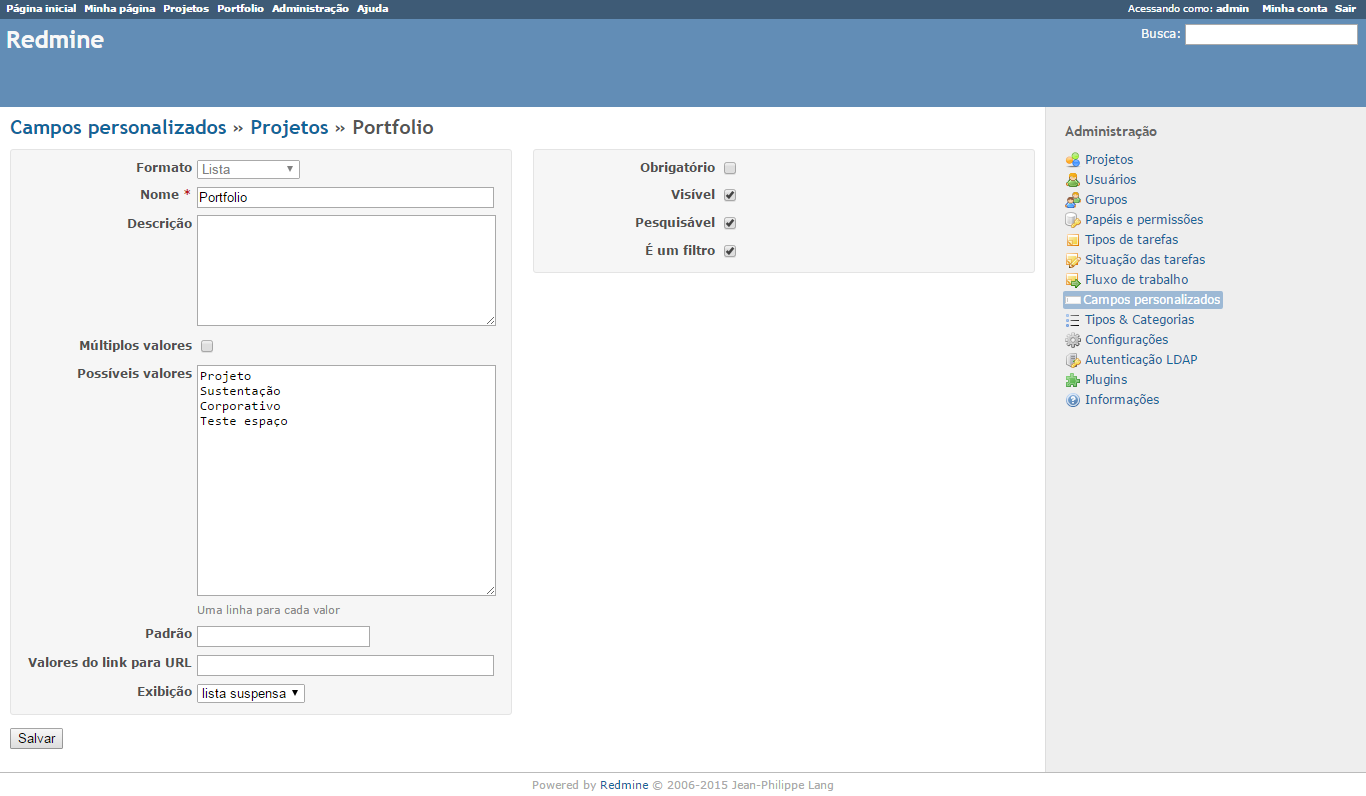 Página inicial Minha página Projetos Portfolio Administração Ajuda
Acessando como: admin Minha conta Sair
Redmine
Busca:
Campos personalizados » Projetos » Portfolio
Formato Lista
Nome * Portfolio
Descrição
Múltiplos valores
Possíveis valores
Projeto
Sustentação
Corporativo
Teste espaço
Uma linha para cada valor
Padrão
Valores do link para URL
Exibição lista suspensa
Salvar
Obrigatório
Visível
Pesquisável
É um filtro
Administração
Projetos
Usuários
Grupos
Papéis e permissões
Tipos de tarefas
Situação das tarefas
Fluxo de trabalho
Campos personalizados
Tipos & Categorias
Configurações
Autenticação LDAP
Plugins
Informações
Powered by Redmine © 2006-2015 Jean-Philippe Lang